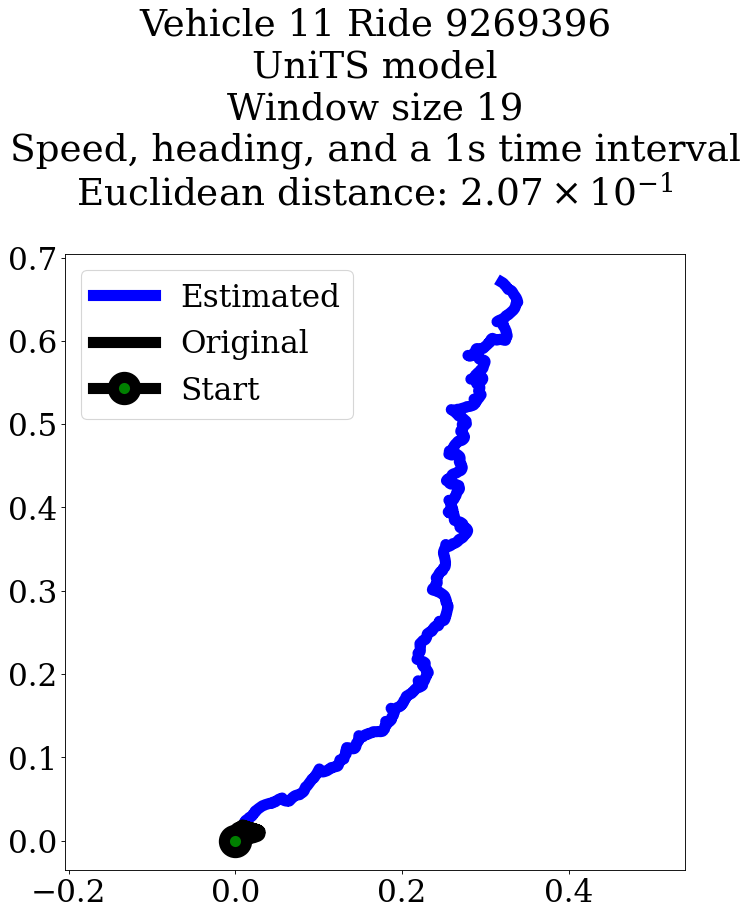 Vehicle 11 Ride 9269396
UniTS model
Window size 19
Speed, heading, and a 1s time interval
Euclidean distance: 2.07 × 10⁻¹
0.7
0.6
0.5
0.4
0.3
0.2
0.1
0.0
Estimated
Original
Start
−0.2 0.0 0.2 0.4